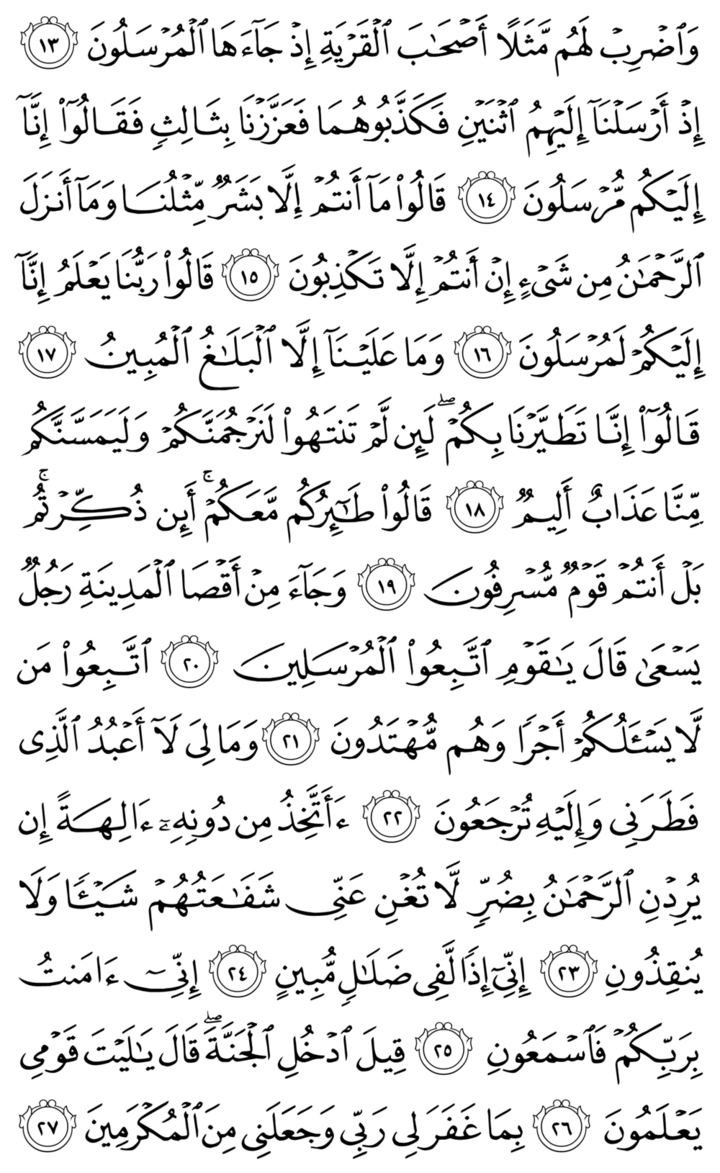 وَٱضْرِبْ لَهُم مَّثَلًا أَصْحَٰبَ ٱلْقَرْيَةِ إِذْ جَآءَهَا ٱلْمُرْسَلُونَ ١٣
إِذْ أَرْسَلْنَآ إِلَيْهِمُ ٱثْنَيْنِ فَكَذَّبُوهُمَا فَعَزَّزْنَا بِثَالِثٍ فَقَالُوٓا۟ إِنَّآ
إِلَيْكُم مُّرْسَلُونَ ١٤ قَالُوا۟ مَآ أَنتُمْ إِلَّا بَشَرٌ مِّثْلُنَا وَمَآ أَنزَلَ
ٱلرَّحْمَٰنُ مِن شَىْءٍ إِنْ أَنتُمْ إِلَّا تَكْذِبُونَ ١٥ قَالُوا۟ رَبُّنَا يَعْلَمُ إِنَّآ
إِلَيْكُمْ لَمُرْسَلُونَ ١٦ وَمَا عَلَيْنَآ إِلَّا ٱلْبَلَٰغُ ٱلْمُبِينُ ١٧
قَالُوٓا۟ إِنَّا تَطَيَّرْنَا بِكُمْ ۖ لَئِن لَّمْ تَنتَهُوا۟ لَنَرْجُمَنَّكُمْ وَلَيَمَسَّنَّكُم
مِّنَّا عَذَابٌ أَلِيمٌ ١٨ قَالُوا۟ طَٰٓئِرُكُم مَّعَكُمْ ۚ أَئِن ذُكِّرْتُم ۚ
بَلْ أَنتُمْ قَوْمٌ مُّسْرِفُونَ ١٩ وَجَآءَ مِنْ أَقْصَا ٱلْمَدِينَةِ رَجُلٌ
يَسْعَىٰ قَالَ يَٰقَوْمِ ٱتَّبِعُوا۟ ٱلْمُرْسَلِينَ ٢٠ ٱتَّبِعُوا۟ مَن
لَّا يَسْـَٔلُكُمْ أَجْرًا وَهُم مُّهْتَدُونَ ٢١ وَمَا لِىَ لَآ أَعْبُدُ ٱلَّذِى
فَطَرَنِى وَإِلَيْهِ تُرْجَعُونَ ٢٢ ءَأَتَّخِذُ مِن دُونِهِۦٓ ءَالِهَةً إِن
يُرِدْنِ ٱلرَّحْمَٰنُ بِضُرٍّ لَّا تُغْنِ عَنِّى شَفَٰعَتُهُمْ شَيْـًٔا وَلَا
يُنقِذُونِ ٢٣ إِنِّىٓ إِذًا لَّفِى ضَلَٰلٍ مُّبِينٍ ٢٤ إِنِّىٓ ءَامَنتُ
بِرَبِّكُمْ فَٱسْمَعُونِ ٢٥ قِيلَ ٱدْخُلِ ٱلْجَنَّةَ ۖ قَالَ يَٰلَيْتَ قَوْمِى
يَعْلَمُونَ ٢٦ بِمَا غَفَرَ لِى رَبِّى وَجَعَلَنِى مِنَ ٱلْمُكْرَمِينَ ٢٧